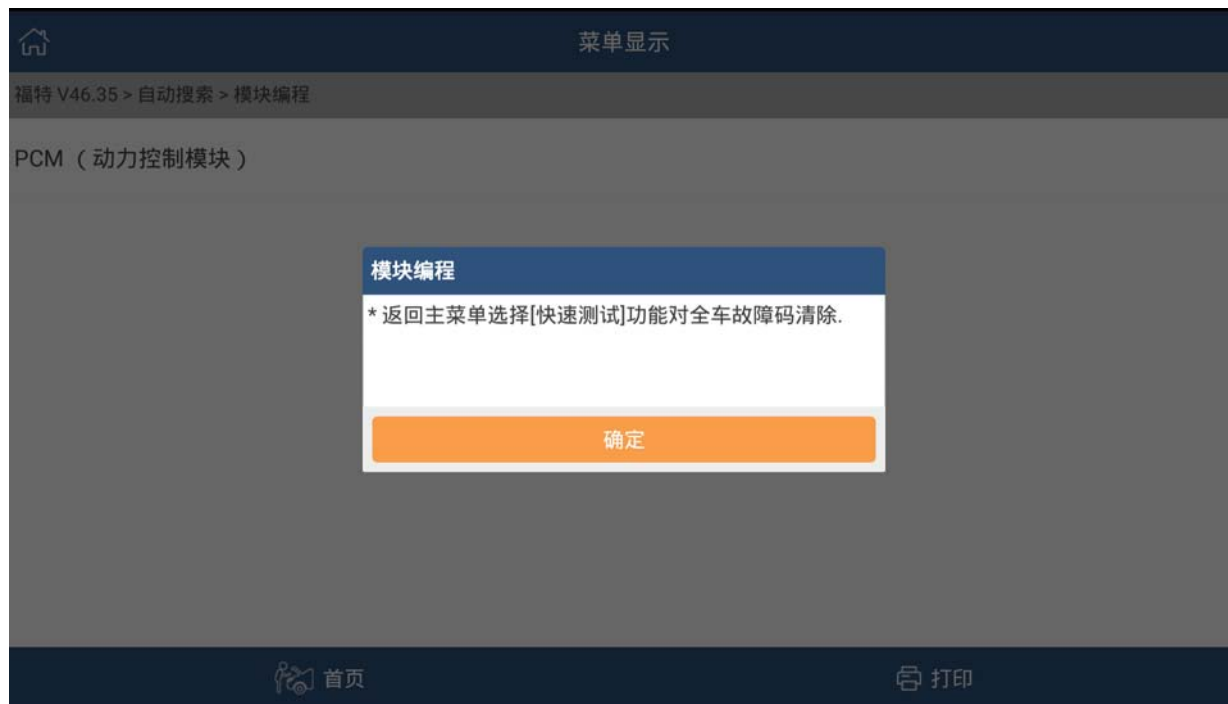 菜单显示
福特 V46.35 > 自动搜索 > 模块编程
PCM （动力控制模块）
模块编程
* 返回主菜单选择[快速测试]功能对全车故障码清除.
确定
首页
打印